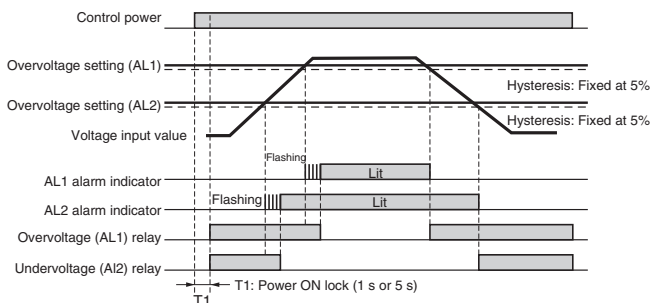 Control power
Overvoltage setting (AL1)
Hysteresis: Fixed at 5%
Overvoltage setting (AL2)
Hysteresis: Fixed at 5%
Voltage input value
Flashing
Lit
AL1 alarm indicator
Flashing
Lit
AL2 alarm indicator
Overvoltage (AL1) relay
Undervoltage (Al2) relay
T1: Power ON lock (1 s or 5 s)
T1